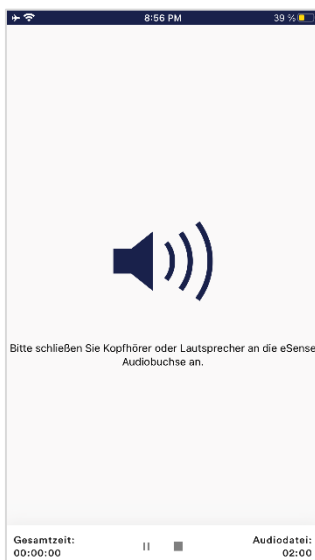 8:56 PM
39 %
Bitte schließen Sie Kopfhörer oder Lautsprecher an die eSense
Audiobuchse an.
Gesamtzeit:
00:00:00
Audiodatei:
02:00